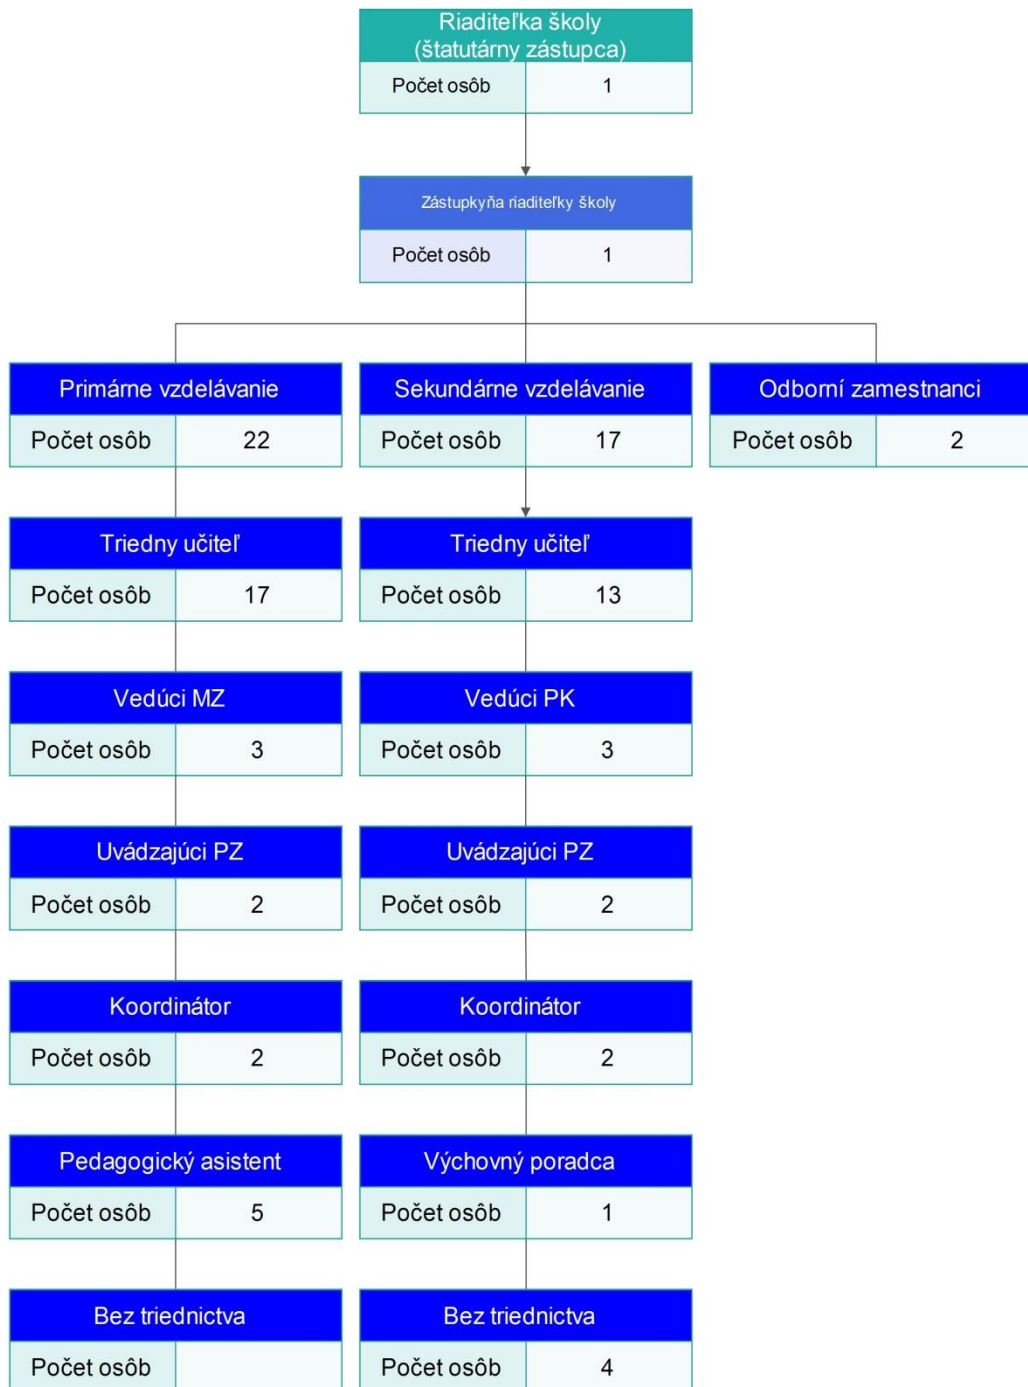 Riaditeľka školy
(štatutárny zástupca)
Počet osôb 1
Zástupkyňa riaditeľky školy
Počet osôb 1
Primárne vzdelávanie
Počet osôb 22
Sekundárne vzdelávanie
Počet osôb 17
Odborní zamestnanci
Počet osôb 2
Triedny učiteľ
Počet osôb 17
Triedny učiteľ
Počet osôb 13
Vedúci MZ
Počet osôb 3
Vedúci PK
Počet osôb 3
Uvádzajúci PZ
Počet osôb 2
Uvádzajúci PZ
Počet osôb 2
Koordinátor
Počet osôb 2
Koordinátor
Počet osôb 2
Pedagogický asistent
Počet osôb 5
Výchovný poradca
Počet osôb 1
Bez triednictva
Počet osôb
Bez triednictva
Počet osôb 4